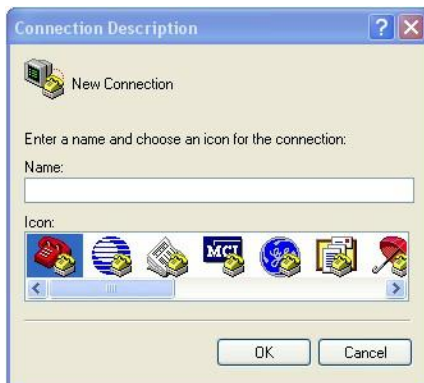 Connection Description
New Connection
Enter a name and choose an icon for the connection:
Name:
Icon:
MCI
OK Cancel